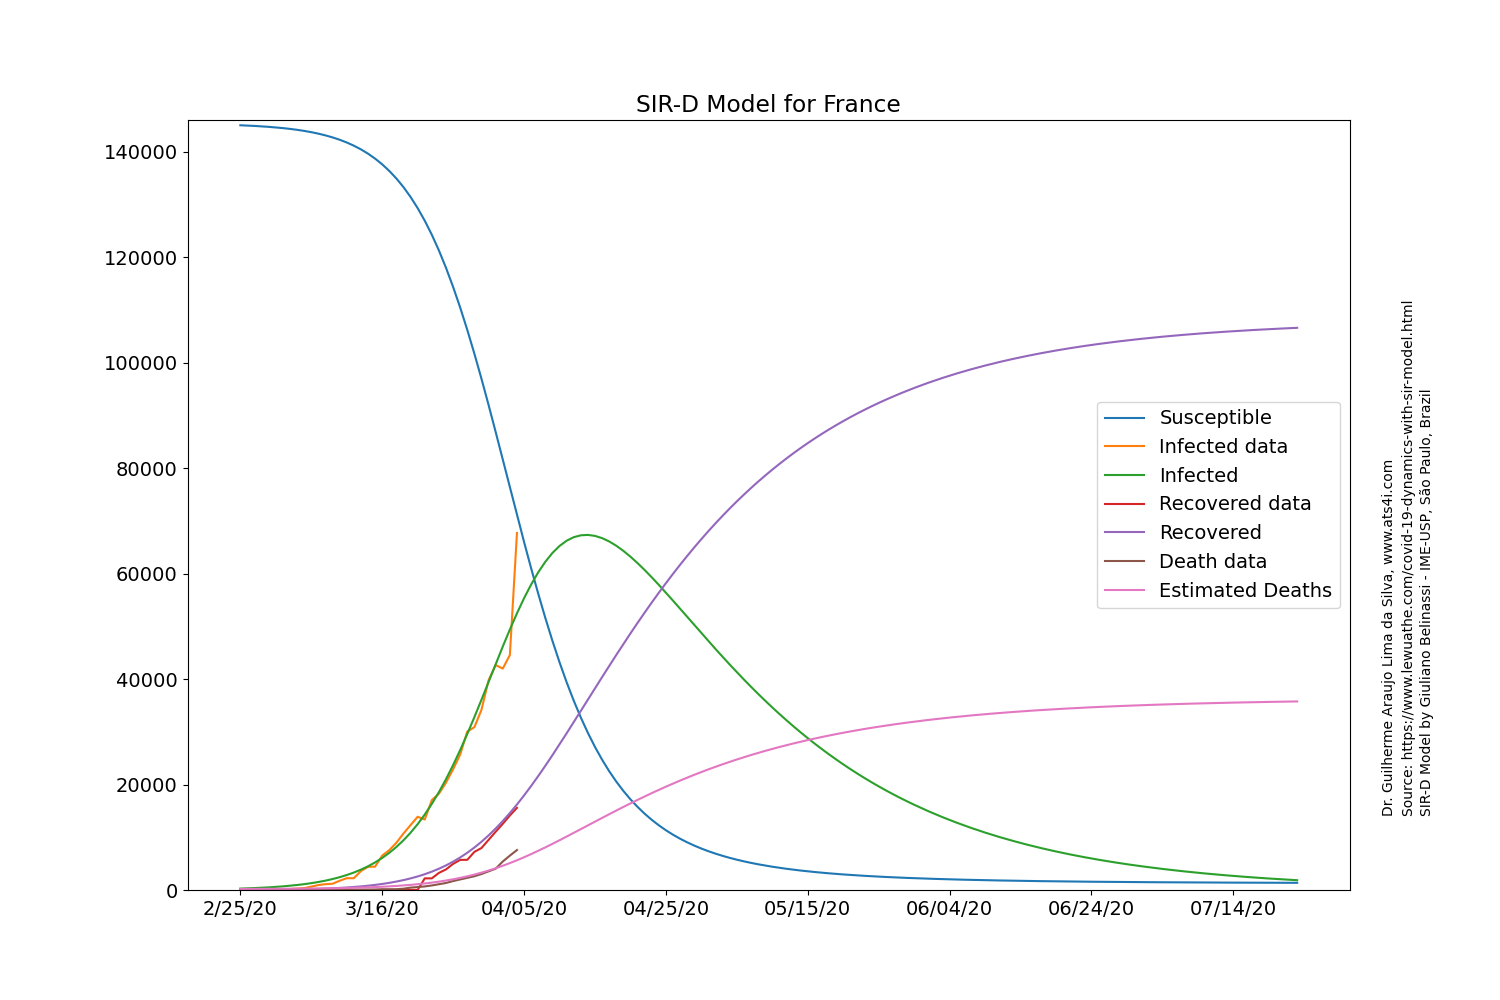 SIR-D Model for France
140000
120000
100000
80000
60000
40000
20000
0
2/25/20 3/16/20 04/05/20 04/25/20 05/15/20 06/04/20 06/24/20 07/14/20
Susceptible
Infected data
Infected
Recovered data
Recovered
Death data
Estimated Deaths
Dr. Guilherme Araujo Lima da Silva, www.ats4i.com
Source: https://www.lewuathe.com/covid-19-dynamics-with-sir-model.html
SIR-D Model by Giuliano Belinassi - IME-USP, São Paulo, Brazil